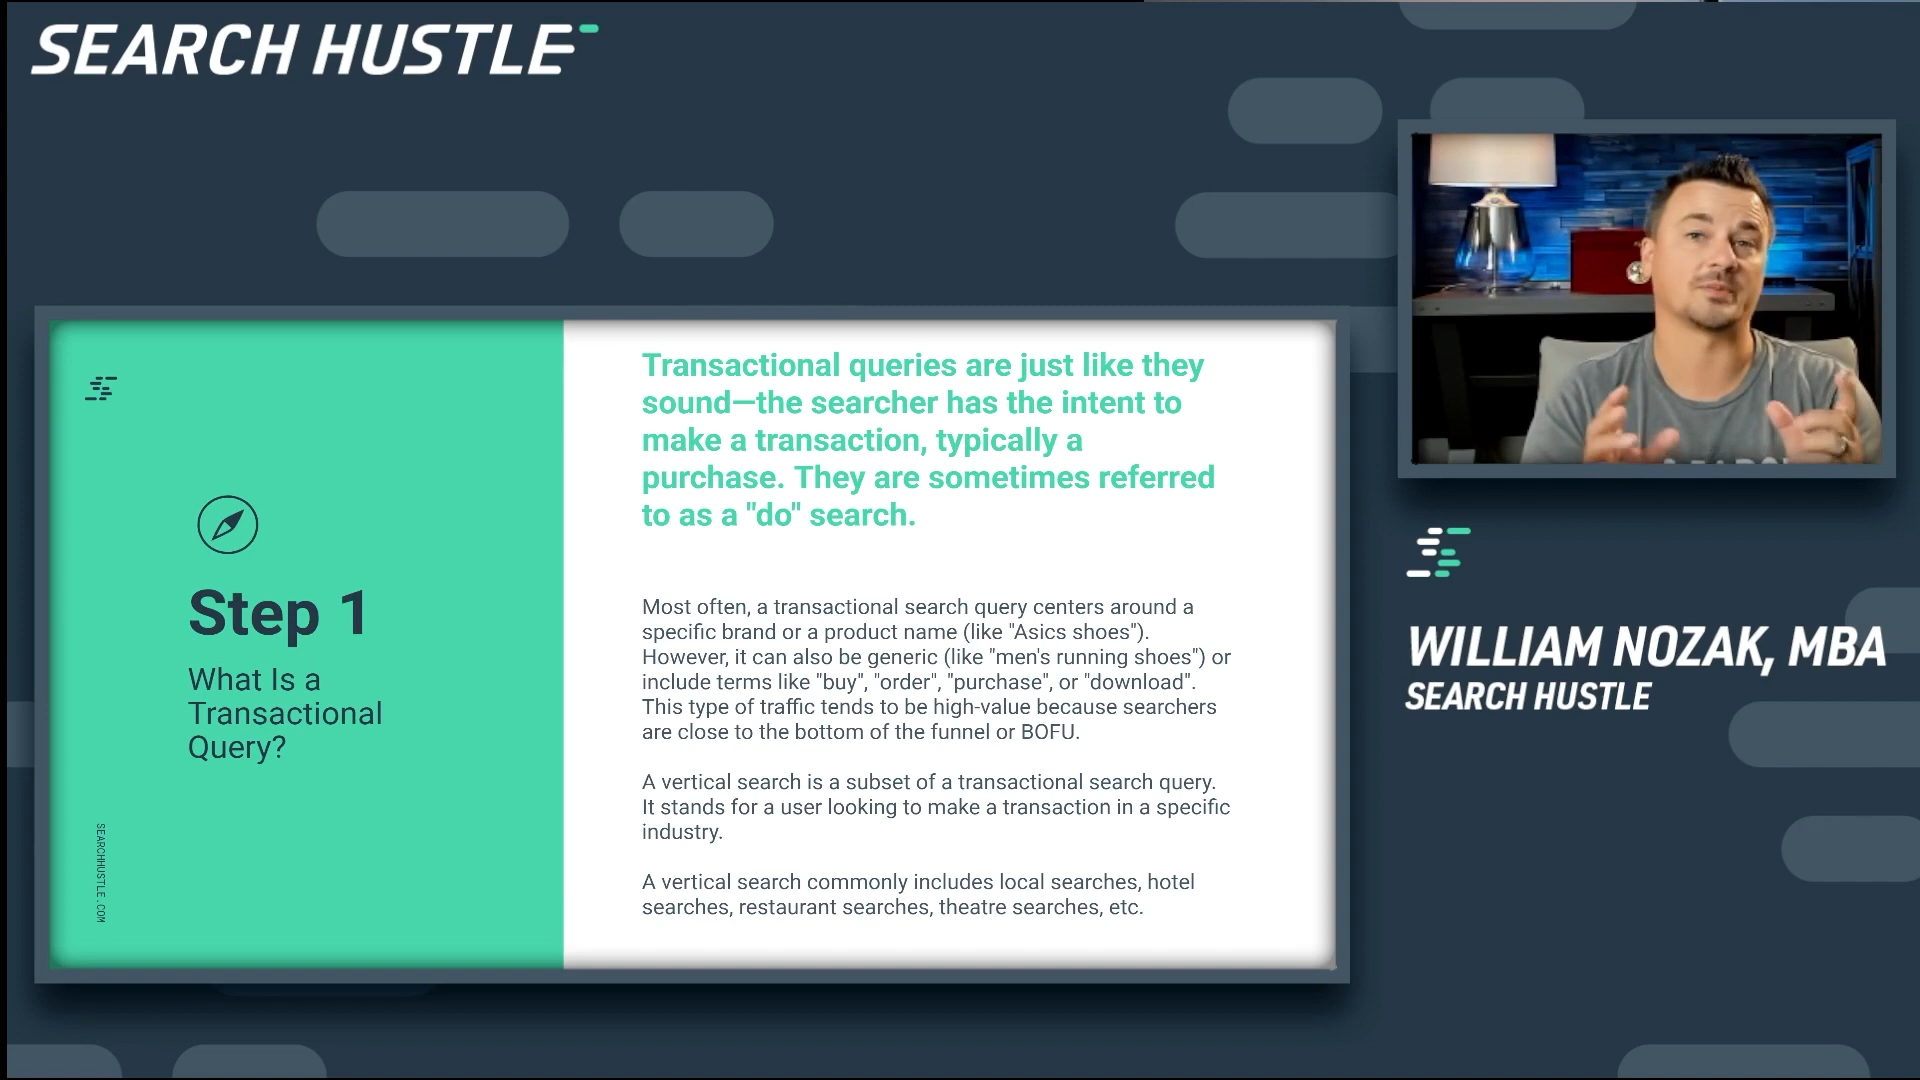 SEARCH HUSTLE
Step 1
What Is a
Transactional
Query?
SEARCHHUSTLE.COM
Transactional queries are just like they
sound—the searcher has the intent to
make a transaction, typically a
purchase. They are sometimes referred
to as a "do" search.
Most often, a transactional search query centers around a
specific brand or a product name (like "Asics shoes").
However, it can also be generic (like "men's running shoes") or
include terms like "buy", "order", "purchase", or "download".
This type of traffic tends to be high-value because searchers
are close to the bottom of the funnel or BOFU.
A vertical search is a subset of a transactional search query.
It stands for a user looking to make a transaction in a specific
industry.
A vertical search commonly includes local searches, hotel
searches, restaurant searches, theatre searches, etc.
WILLIAM NOZAK, MBA
SEARCH HUSTLE